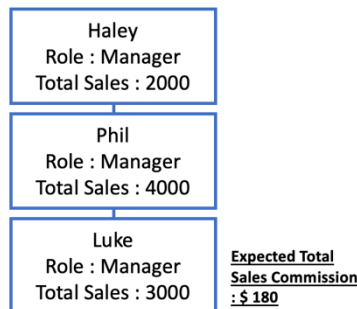 Haley
Role : Manager
Total Sales : 2000
Phil
Role : Manager
Total Sales : 4000
Luke
Role : Manager
Total Sales : 3000
Expected Total
Sales Commission
: $ 180